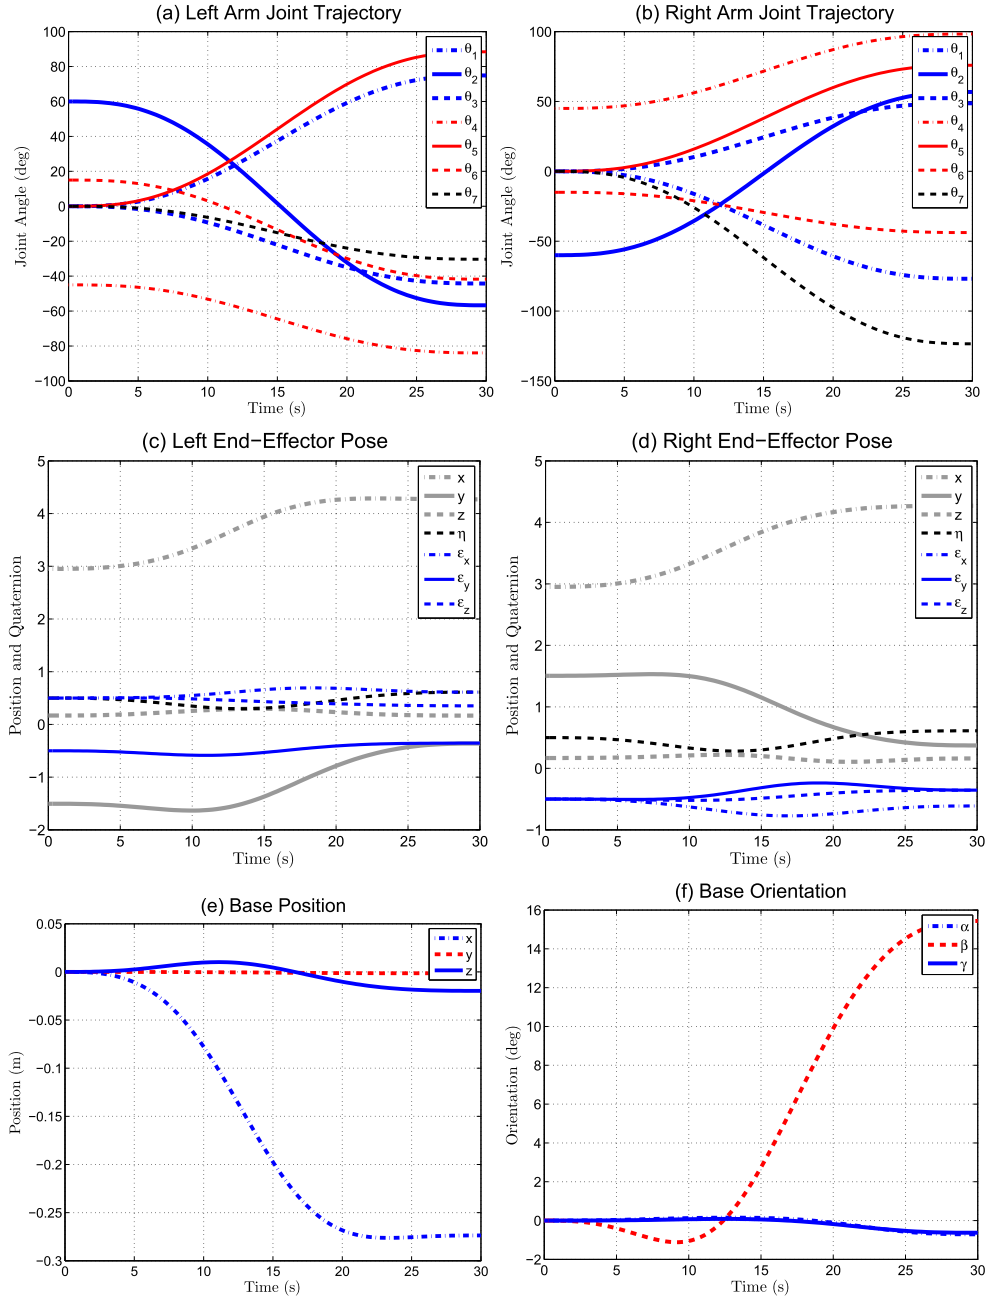 (a) Left Arm Joint Trajectory
100
80
60
40
20
0
−20
−40
−60
−80
−100
Joint Angle (deg)
0 5 10 15 20 25 30
Time (s)
θ1
θ2
θ3
θ4
θ5
θ6
θ7
(b) Right Arm Joint Trajectory
100
50
0
−50
−100
−150
Joint Angle (deg)
0 5 10 15 20 25 30
Time (s)
θ1
θ2
θ3
θ4
θ5
θ6
θ7
(c) Left End−Effector Pose
5
4
3
2
1
0
−1
−2
Position and Quaternion
0 5 10 15 20 25 30
Time (s)
x
y
z
η
εx
εy
εz
(d) Right End−Effector Pose
5
4
3
2
1
0
−1
Position and Quaternion
0 5 10 15 20 25 30
Time (s)
x
y
z
η
εx
εy
εz
(e) Base Position
0.05
0
−0.05
−0.1
−0.15
−0.2
−0.25
−0.3
Position (m)
0 5 10 15 20 25 30
Time (s)
x
y
z
(f) Base Orientation
16
14
12
10
8
6
4
2
0
−2
Orientation (deg)
0 5 10 15 20 25 30
Time (s)
α
β
γ